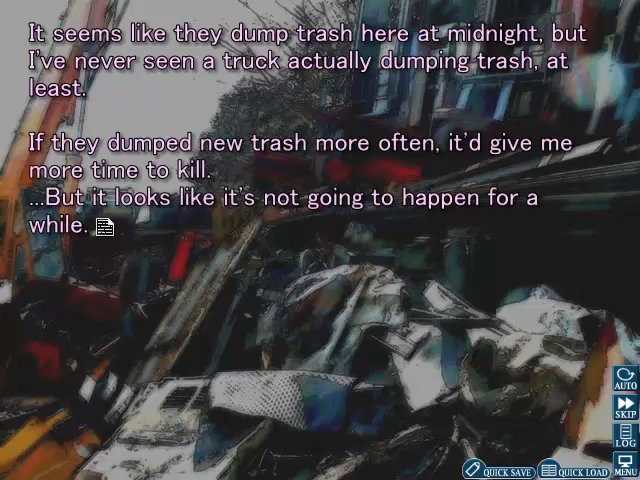 It seems like they dump trash here at midnight, but
I've never seen a truck actually dumping trash, at
least.
If they dumped new trash more often, it'd give me
more time to kill.
...But it looks like it's not going to happen for a
while.
AUTO
SKIP
LOG
MENU
QUICK SAVE
QUICK LOAD